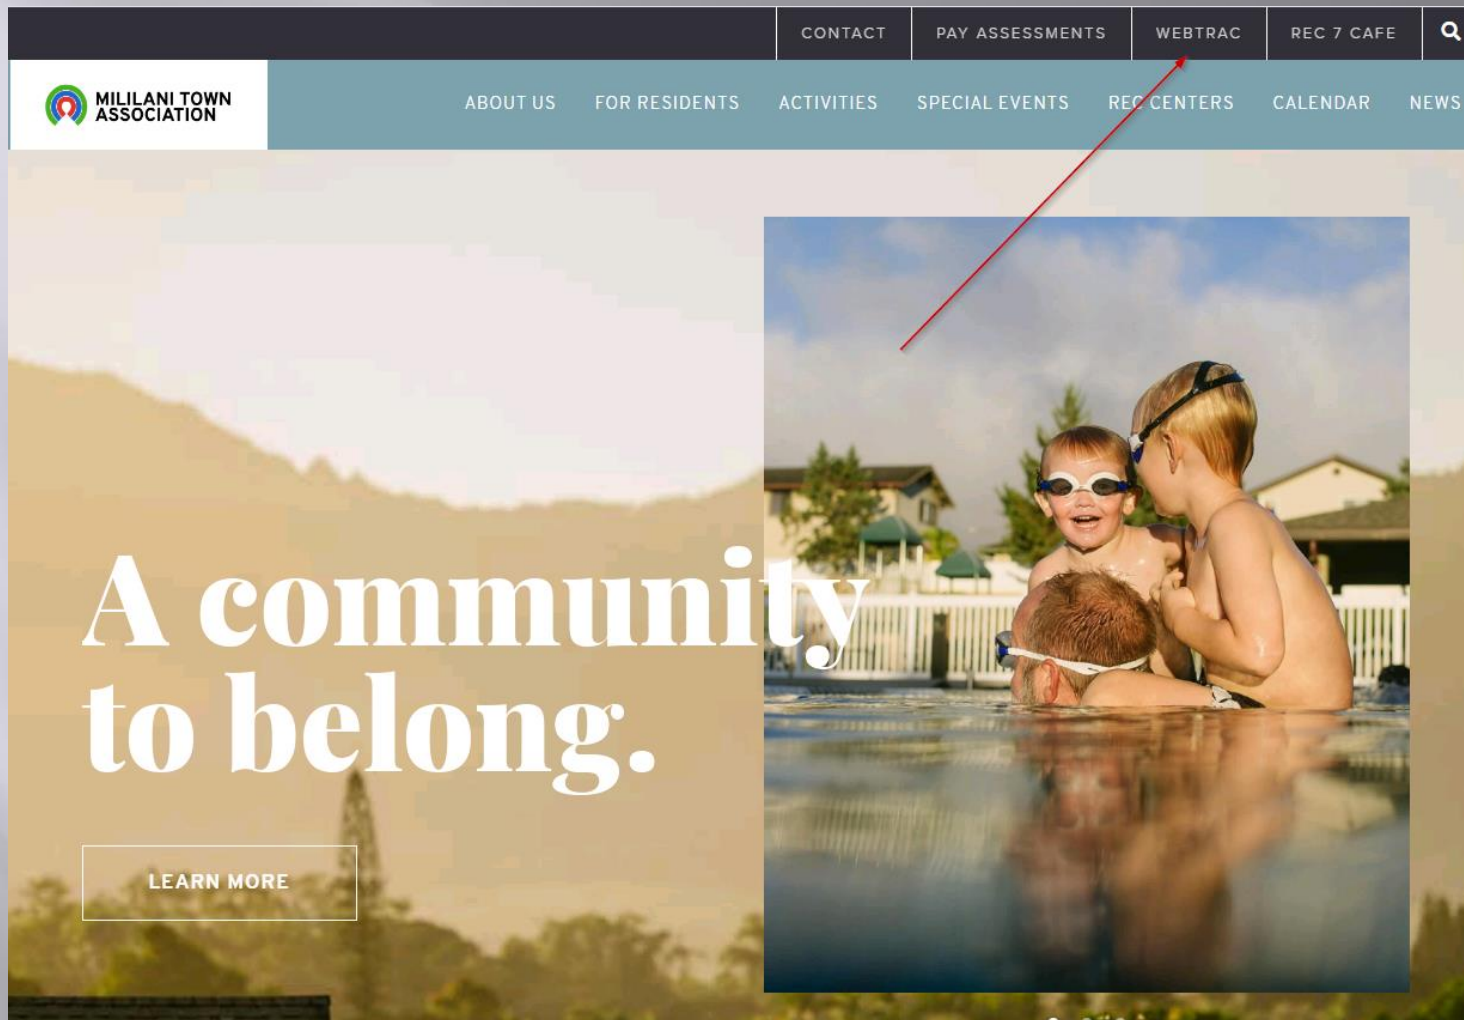 CONTACT PAY ASSESSMENTS WEBTRAC REC 7 CAFE
MILILANI TOWN
ASSOCIATION
ABOUT US FOR RESIDENTS ACTIVITIES SPECIAL EVENTS REC CENTERS CALENDAR NEWS
A community
to belong.
LEARN MORE